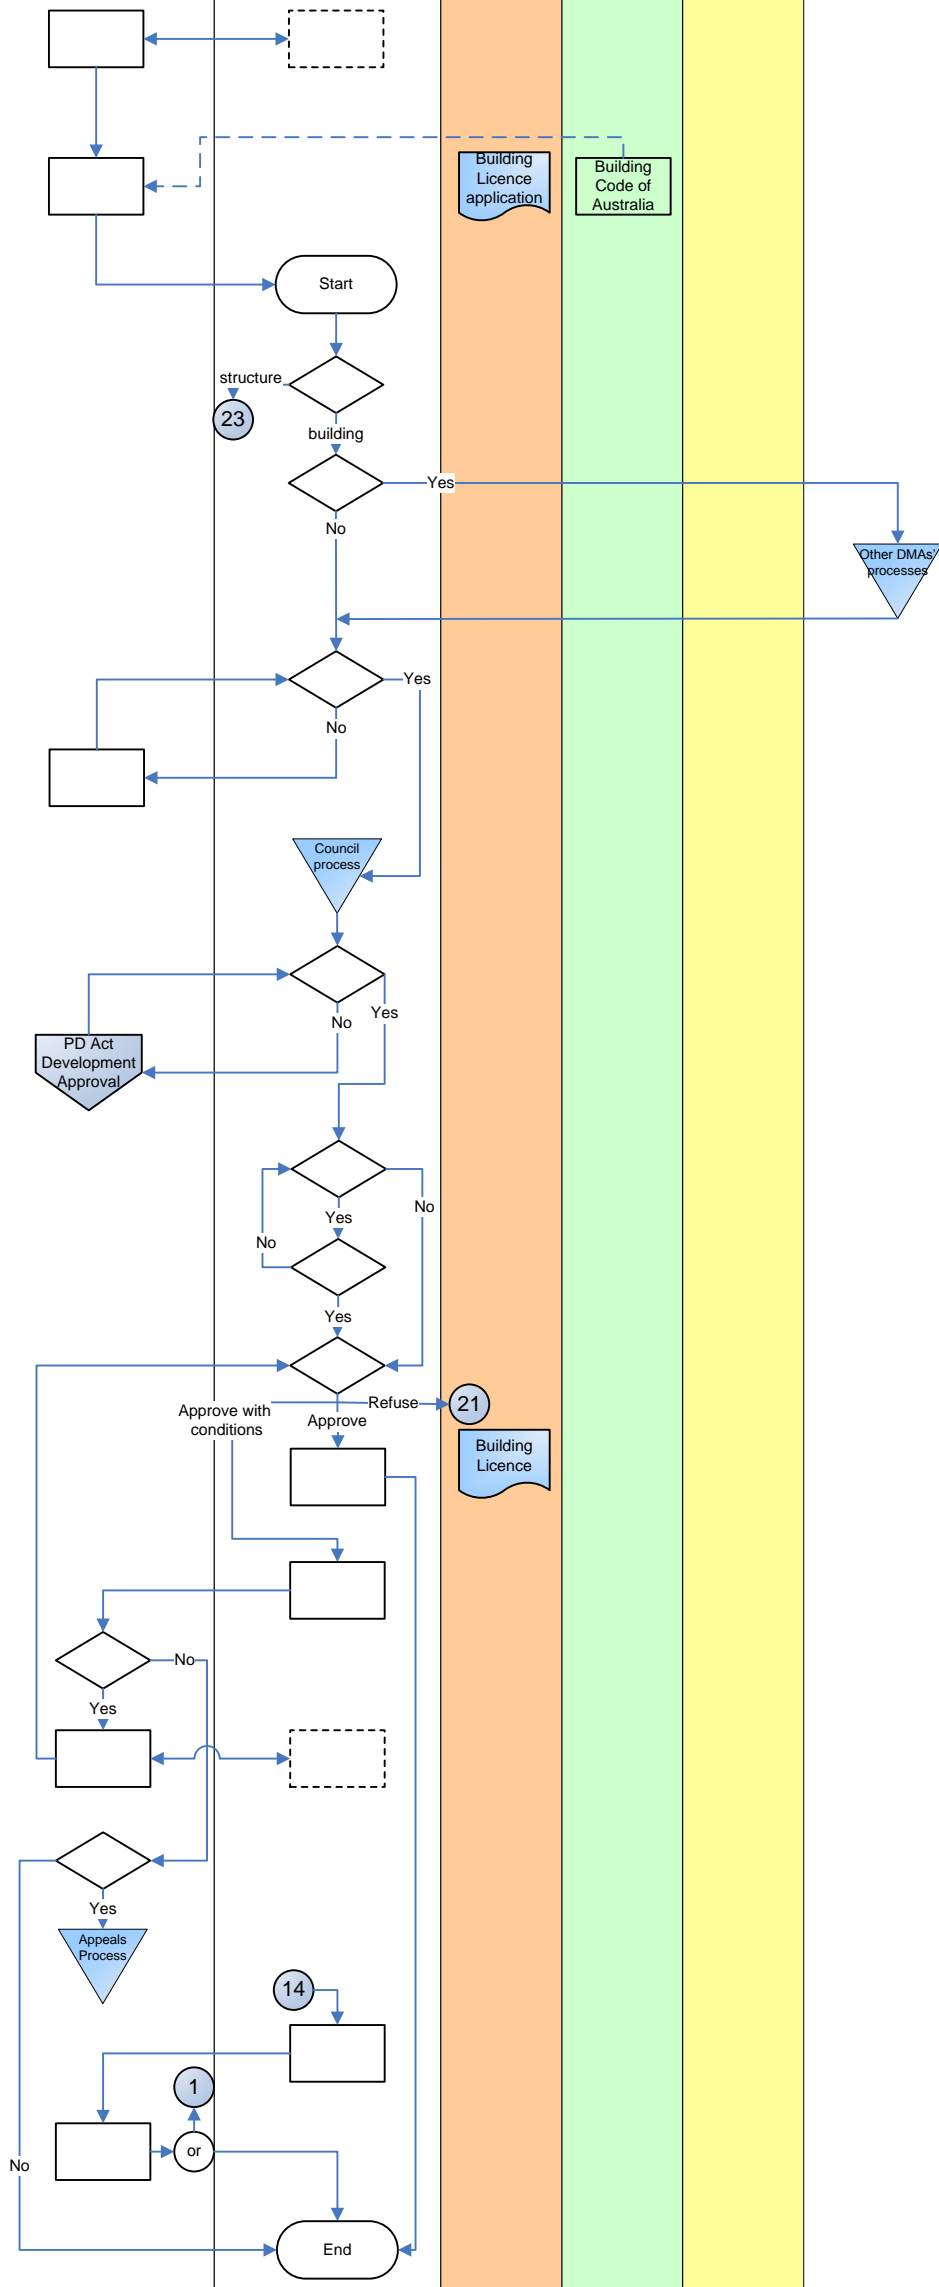 Building
Licence
application
Building
Code of
Australia
Start
structure
23
building
Yes
No
Other DMAs'
processes
Yes
No
Council
process
Yes
No
PD Act
Development
Approval
No
Yes
No
Yes
Approve with
conditions
Refuse
21
Approve
Building
Licence
No
Yes
Yes
Appeals
Process
14
1
or
No
End